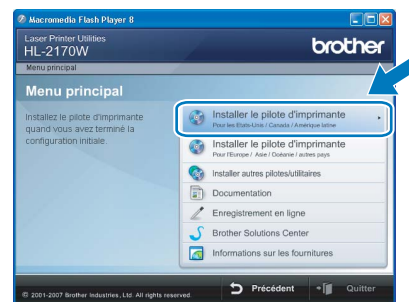 Macromedia Flash Player 8
Laser Printer Utilities
HL-2170W
brother
Menu principal
Menu principal
Installez le pilote d'imprimante
quand vous avez terminé la
configuration initiale.
Installer le pilote d'imprimante
Pour les Etats-Unis / Canada / Amérique latine
Installer le pilote d'imprimante
Pour l'Europe / Asie / Océanie / autres pays
Installer autres pilotes/utilitaires
Documentation
Enregistrement en ligne
Brother Solutions Center
Informations sur les fournitures
© 2001-2007 Brother Industries, Ltd. All rights reserved.
Précédent
Quitter